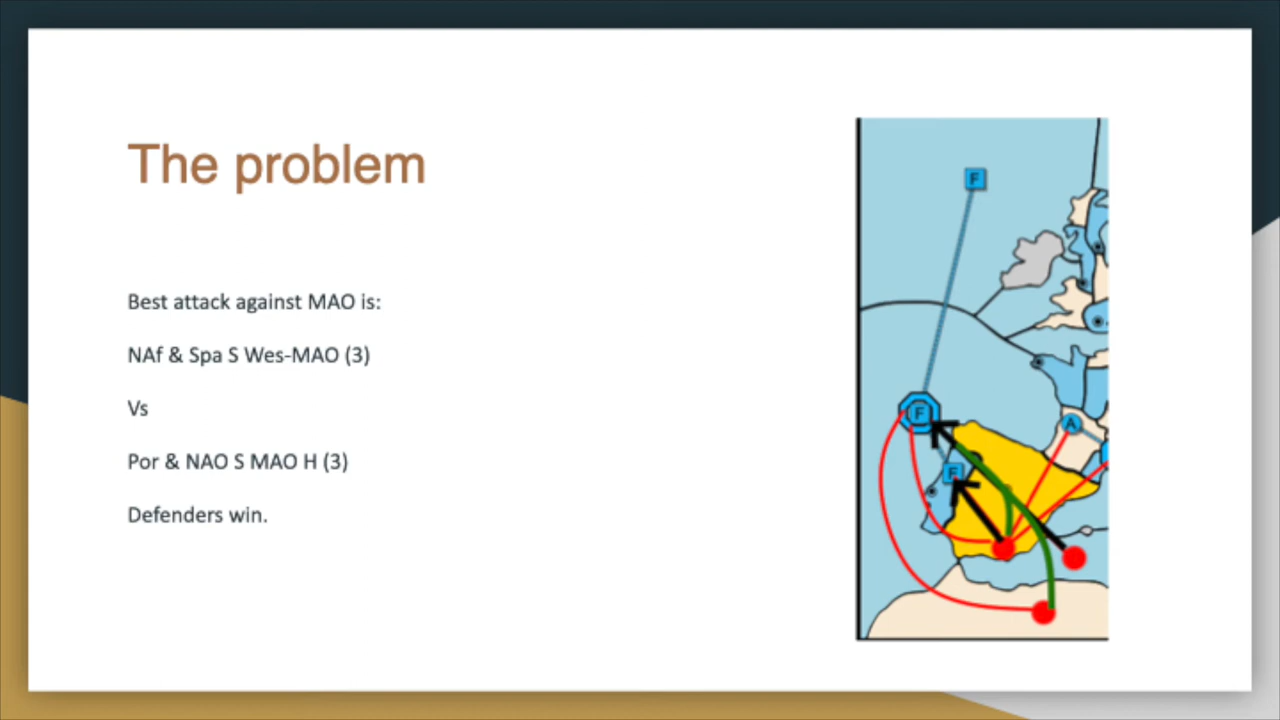 The problem
Best attack against MAO is:
NAf & Spa S Wes-MAO (3)
Vs
Por & NAO S MAO H (3)
Defenders win.
F
F
A
F